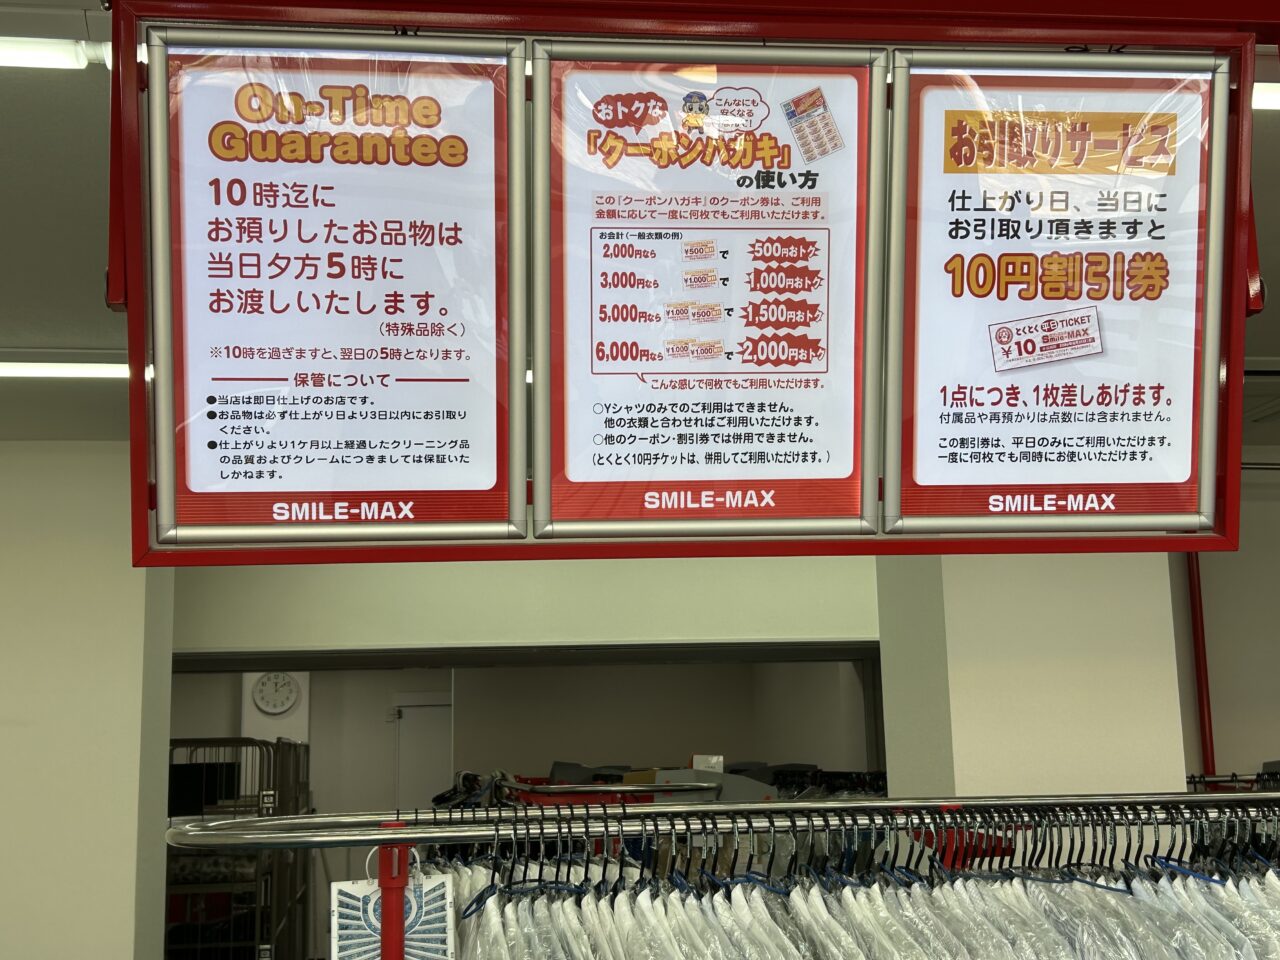 On-Time
Guarantee
10時迄に
お預りしたお品物は
当日夕方5時に
お渡しいたします。
（特殊品除く）
※10時を過ぎますと、翌日の5時となります。
保管について
●当店は即日仕上げのお店です。
●お品物は必ず仕上がり日より3日以内にお引取り
ください。
●仕上がりより1ケ月以上経過したクリーニング品
の品質およびクレームにつきましては保証いた
しかねます。
SMILE-MAX
おトクな
こんなにも
安くなる
「クーポンハガキ」
の使い方
この「クーポンハガキ」のクーポン券は、ご利用
金額に応じて一度に何枚でもご利用いただけます。
お会計(一般衣類の例)
2,000円なら ¥500 で 500円おトク
3,000円なら ¥1,000 で 1,000円おトク
5,000円なら ¥1,000 ¥500 で 1,500円おトク
6,000円なら ¥1,000 ¥1,000 で 2,000円おトク
こんな感じで何枚でもご利用いただけます。
○Yシャツのみでのご利用はできません。
他の衣類と合わせればご利用いただけます。
○他のクーポン・割引券では併用できません。
（とくとく10円チケットは、併用してご利用いただけます。）
SMILE-MAX
お引取りサービス
仕上がり日、当日に
お引取り頂きますと
10円割引券
とくとく 平日 TICKET
¥10 Smile-MAX
1点につき、1枚差しあげます。
付属品や再預かりは点数には含まれません。
この割引券は、平日のみにご利用いただけます。
一度に何枚でも同時にお使いいただけます。
SMILE-MAX